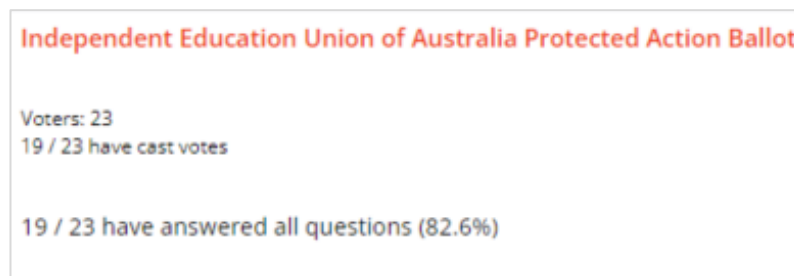 Independent Education Union of Australia Protected Action Ballot
Voters: 23
19 / 23 have cast votes
19 / 23 have answered all questions (82.6%)